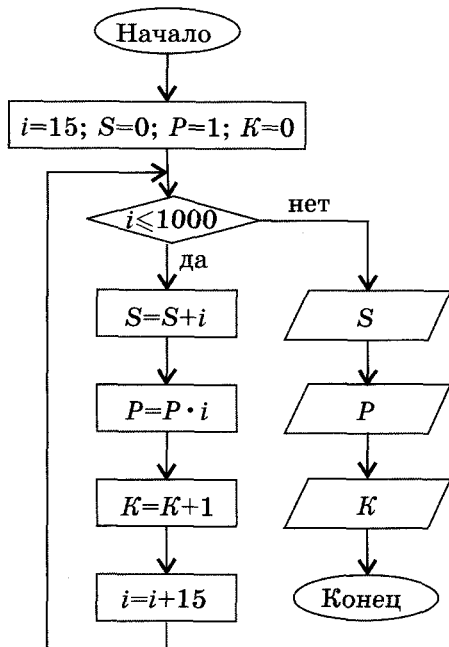 Начало
i=15; S=0; P=1; K=0
i⩽1000
нет
да
S=S+i
S
P=P·i
P
K=K+1
K
i=i+15
Конец